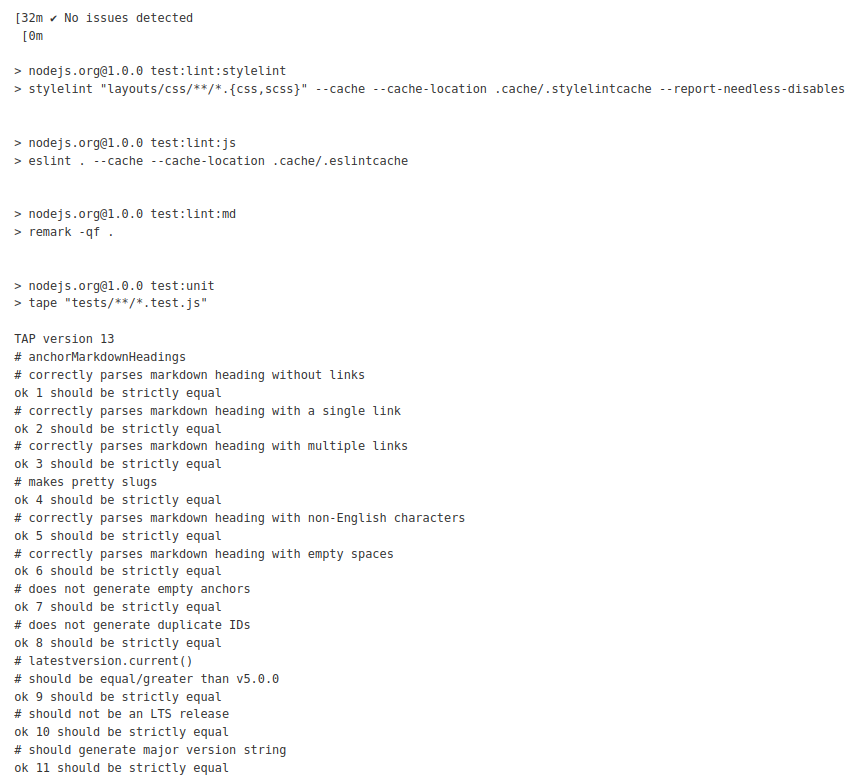 [32m ✔ No issues detected
[0m
> nodejs.org@1.0.0 test:lint:stylelint
> stylelint "layouts/css/**/*.{css,scss}" --cache --cache-location .cache/.stylelintcache --report-needless-disables
> nodejs.org@1.0.0 test:lint:js
> eslint . --cache --cache-location .cache/.eslintcache
> nodejs.org@1.0.0 test:lint:md
> remark -qf .
> nodejs.org@1.0.0 test:unit
> tape "tests/**/*.test.js"
TAP version 13
# anchorMarkdownHeadings
# correctly parses markdown heading without links
ok 1 should be strictly equal
# correctly parses markdown heading with a single link
ok 2 should be strictly equal
# correctly parses markdown heading with multiple links
ok 3 should be strictly equal
# makes pretty slugs
ok 4 should be strictly equal
# correctly parses markdown heading with non-English characters
ok 5 should be strictly equal
# correctly parses markdown heading with empty spaces
ok 6 should be strictly equal
# does not generate empty anchors
ok 7 should be strictly equal
# does not generate duplicate IDs
ok 8 should be strictly equal
# latestversion.current()
# should be equal/greater than v5.0.0
ok 9 should be strictly equal
# should not be an LTS release
ok 10 should be strictly equal
# should generate major version string
ok 11 should be strictly equal